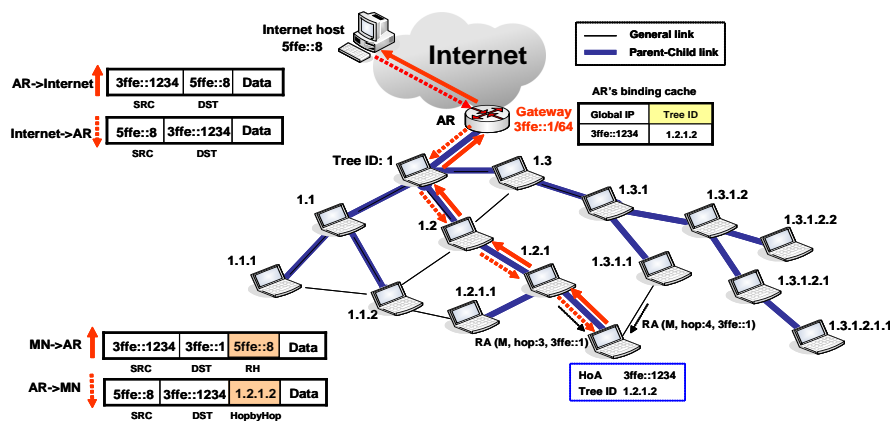 Internet host
5ffe::8
Internet
General link
Parent-Child link
AR->Internet
3ffe::1234 5ffe::8 Data
SRC DST
Internet->AR
5ffe::8 3ffe::1234 Data
SRC DST
AR
Gateway
3ffe::1/64
AR's binding cache
Global IP Tree ID
3ffe::1234 1.2.1.2
Tree ID: 1
1.3
1.1
1.2
1.3.1
1.3.1.2
1.3.1.2.2
1.1.1
1.2.1
1.3.1.1
1.1.2
1.2.1.1
1.3.1.2.1
1.3.1.2.1.1
RA (M, hop:3, 3ffe::1)
RA (M, hop:4, 3ffe::1)
MN->AR
3ffe::1234 3ffe::1 5ffe::8 Data
SRC DST RH
AR->MN
5ffe::8 3ffe::1234 1.2.1.2 Data
SRC DST HopbyHop
HoA 3ffe::1234
Tree ID 1.2.1.2